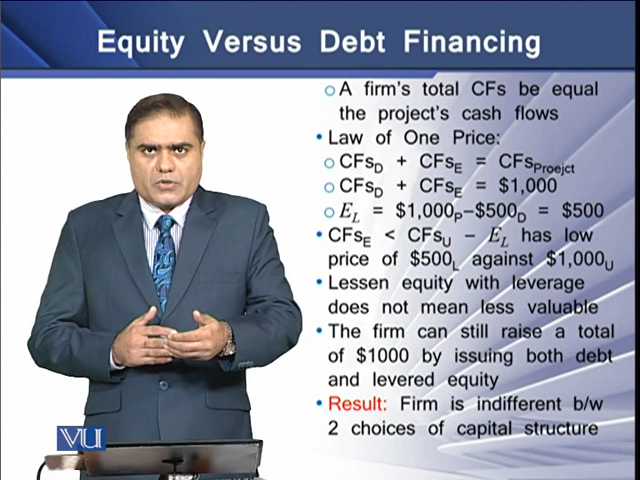 Equity Versus Debt Financing
○ A firm's total CFs be equal
the project's cash flows
• Law of One Price:
○ CFsD + CFsE = CFsProejct
○ CFsD + CFsE = $1,000
○ EL = $1,000P–$500D = $500
• CFsE < CFsU – EL has low
price of $500L against $1,000U
• Lessen equity with leverage
does not mean less valuable
• The firm can still raise a total
of $1000 by issuing both debt
and levered equity
• Result: Firm is indifferent b/w
2 choices of capital structure
VU